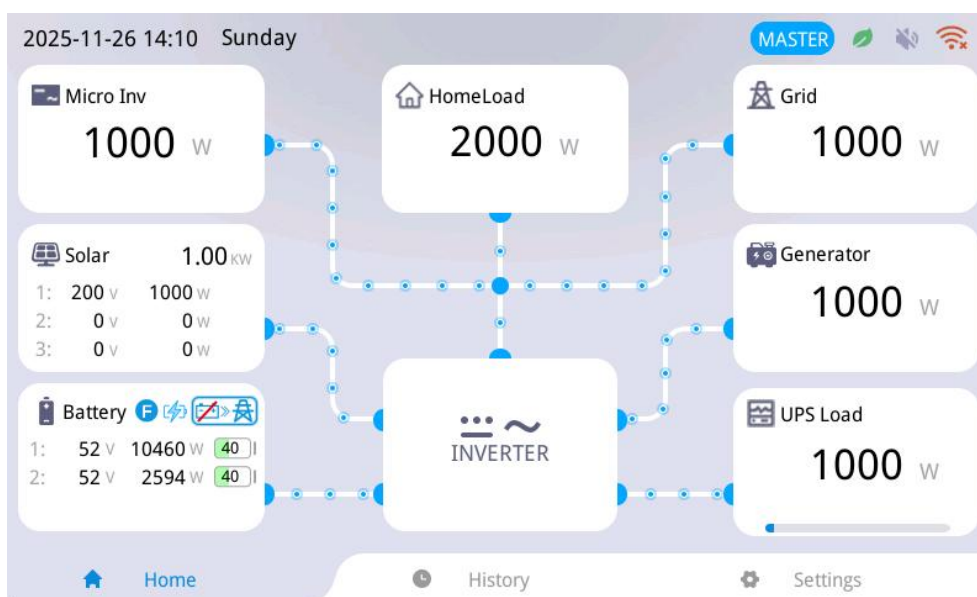 2025-11-26 14:10 Sunday
MASTER
Micro Inv
1000 W
HomeLoad
2000 W
Grid
1000 W
Solar 1.00 KW
1: 200 V 1000 W
2: 0 V 0 W
3: 0 V 0 W
Generator
1000 W
Battery F
1: 52 V 10460 W 40
2: 52 V 2594 W 40
INVERTER
UPS Load
1000 W
Home
History
Settings